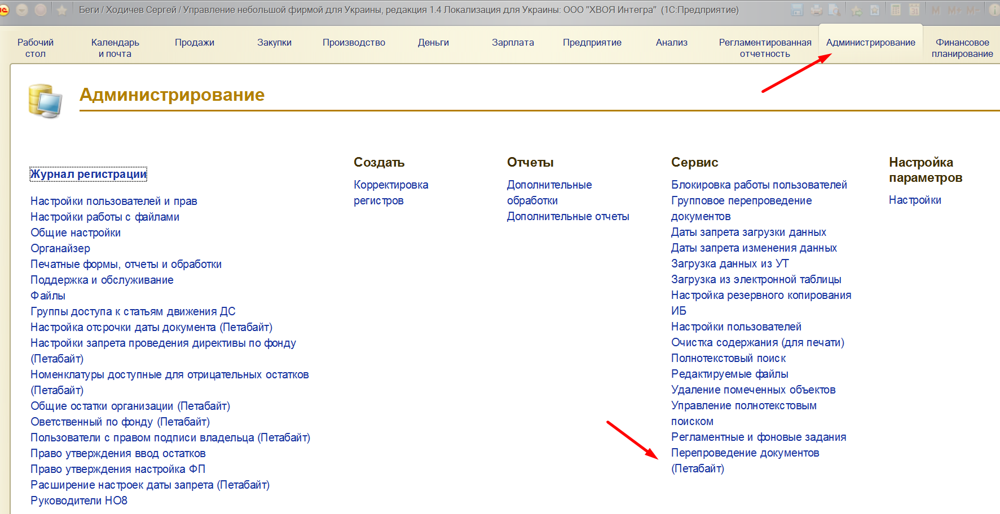 Беги / Ходичев Сергей / Управление небольшой фирмой для Украины, редакция 1.4 Локализация для Украины: ООО "ХВОЯ Интегра" (1С:Предприятие)
M M+ M-
Рабочий
стол
Календарь
и почта
Продажи
Закупки
Производство
Деньги
Зарплата
Предприятие
Анализ
Регламентированная
отчетность
Администрирование
Финансовое
планирование
Администрирование
Журнал регистрации
Настройки пользователей и прав
Настройки работы с файлами
Общие настройки
Органайзер
Печатные формы, отчеты и обработки
Поддержка и обслуживание
Файлы
Группы доступа к статьям движения ДС
Настройка отсрочки даты документа (Петабайт)
Настройки запрета проведения директивы по фонду
(Петабайт)
Номенклатуры доступные для отрицательных остатков
(Петабайт)
Общие остатки организации (Петабайт)
Оветственный по фонду (Петабайт)
Пользователи с правом подписи владельца (Петабайт)
Право утверждения ввод остатков
Право утверждения настройка ФП
Расширение настроек даты запрета (Петабайт)
Руководители НО8
Создать
Корректировка
регистров
Отчеты
Дополнительные
обработки
Дополнительные отчеты
Сервис
Блокировка работы пользователей
Групповое перепроведение
документов
Даты запрета загрузки данных
Даты запрета изменения данных
Загрузка данных из УТ
Загрузка из электронной таблицы
Настройка резервного копирования
ИБ
Настройки пользователей
Очистка содержания (для печати)
Полнотекстовый поиск
Редактируемые файлы
Удаление помеченных объектов
Управление полнотекстовым
поиском
Регламентные и фоновые задания
Перепроведение документов
(Петабайт)
Настройка
параметров
Настройки